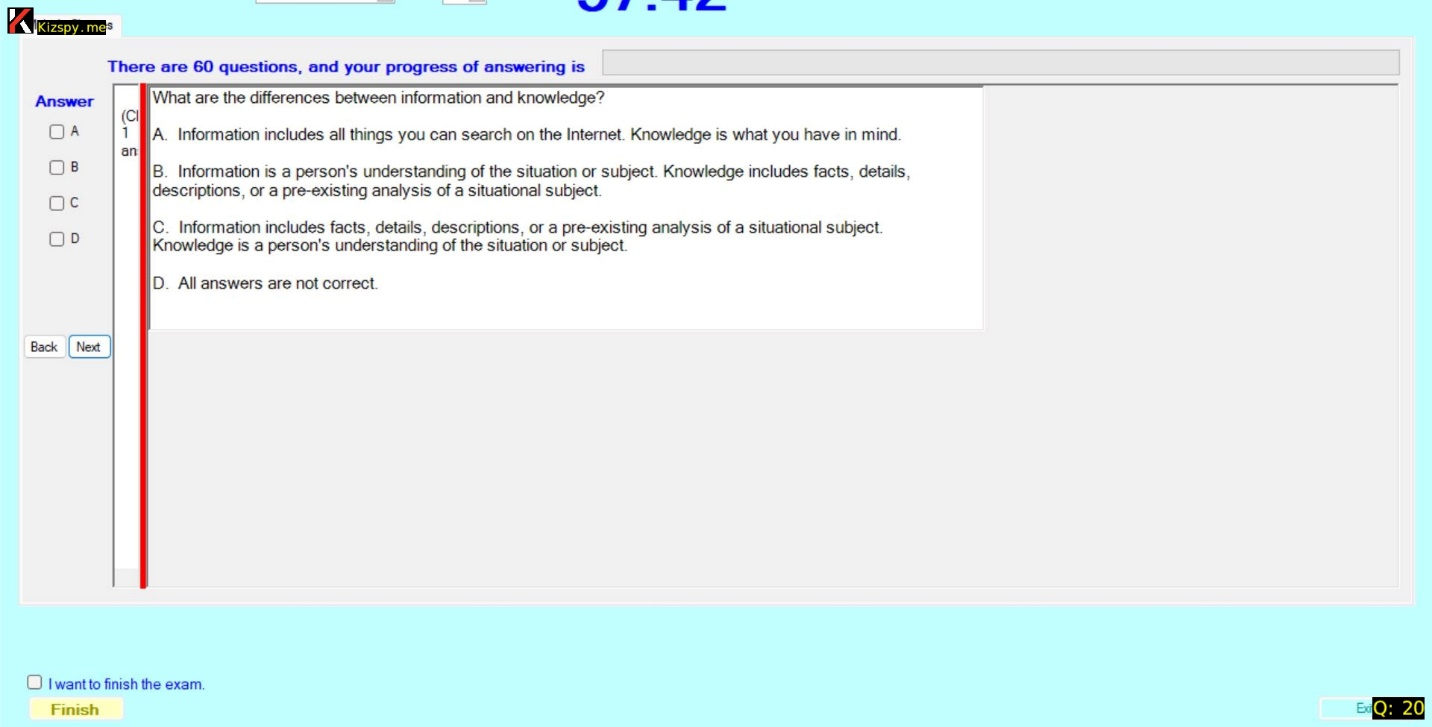 Kizspy.me
There are 60 questions, and your progress of answering is
Answer
A
B
C
D
Back
Next
1
What are the differences between information and knowledge?
A. Information includes all things you can search on the Internet. Knowledge is what you have in mind.
B. Information is a person's understanding of the situation or subject. Knowledge includes facts, details,
descriptions, or a pre-existing analysis of a situational subject.
C. Information includes facts, details, descriptions, or a pre-existing analysis of a situational subject.
Knowledge is a person's understanding of the situation or subject.
D. All answers are not correct.
I want to finish the exam.
Finish
Q: 20